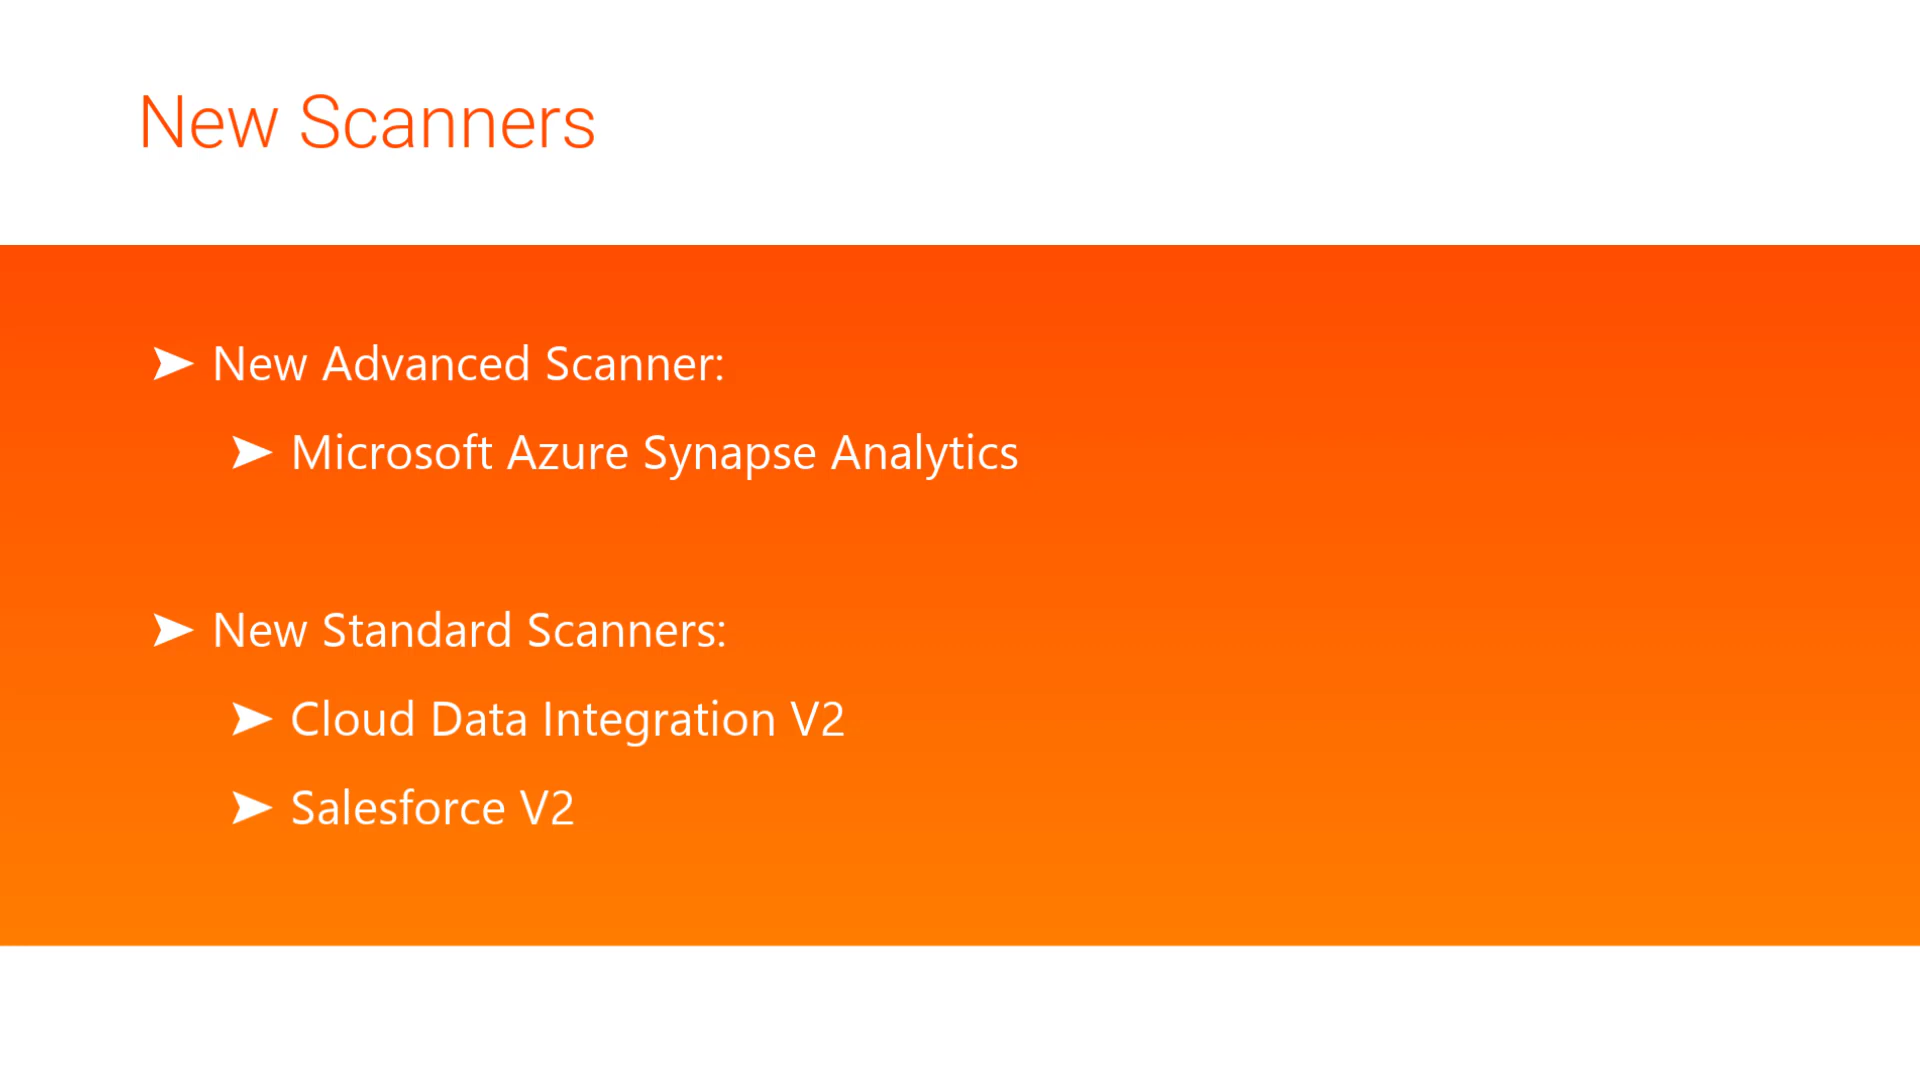 New Scanners
➤ New Advanced Scanner:
➤ Microsoft Azure Synapse Analytics
➤ New Standard Scanners:
➤ Cloud Data Integration V2
➤ Salesforce V2